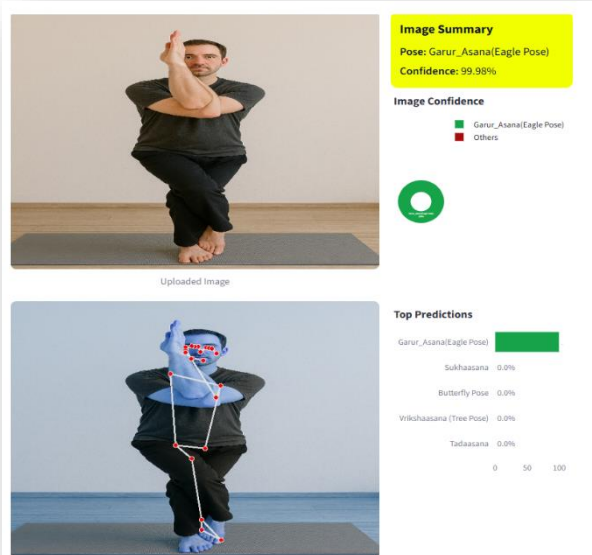 Image Summary
Pose: Garur_Asana(Eagle Pose)
Confidence: 99.98%
Image Confidence
Garur_Asana(Eagle Pose)
Others
Uploaded Image
Top Predictions
Garur_Asana(Eagle Pose)
Sukhaasana 0.0%
Butterfly Pose 0.0%
Vrikshaasana (Tree Pose) 0.0%
Tadaasana 0.0%
0 50 100